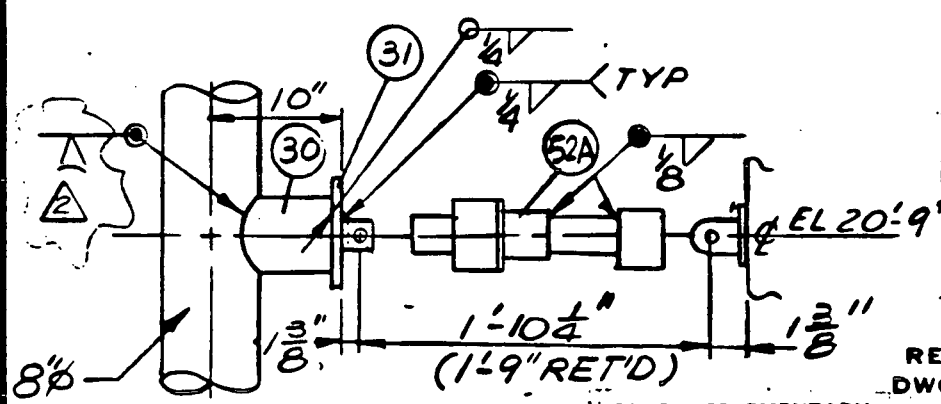 1/4
31
TYP
1/4
10"
30
52A
1/8
2
℄ EL 20'-9"
1 3/8"
1'-10 1/4"
1 3/8"
(1'-9" RET'D)
8"Ø
RE
DWG